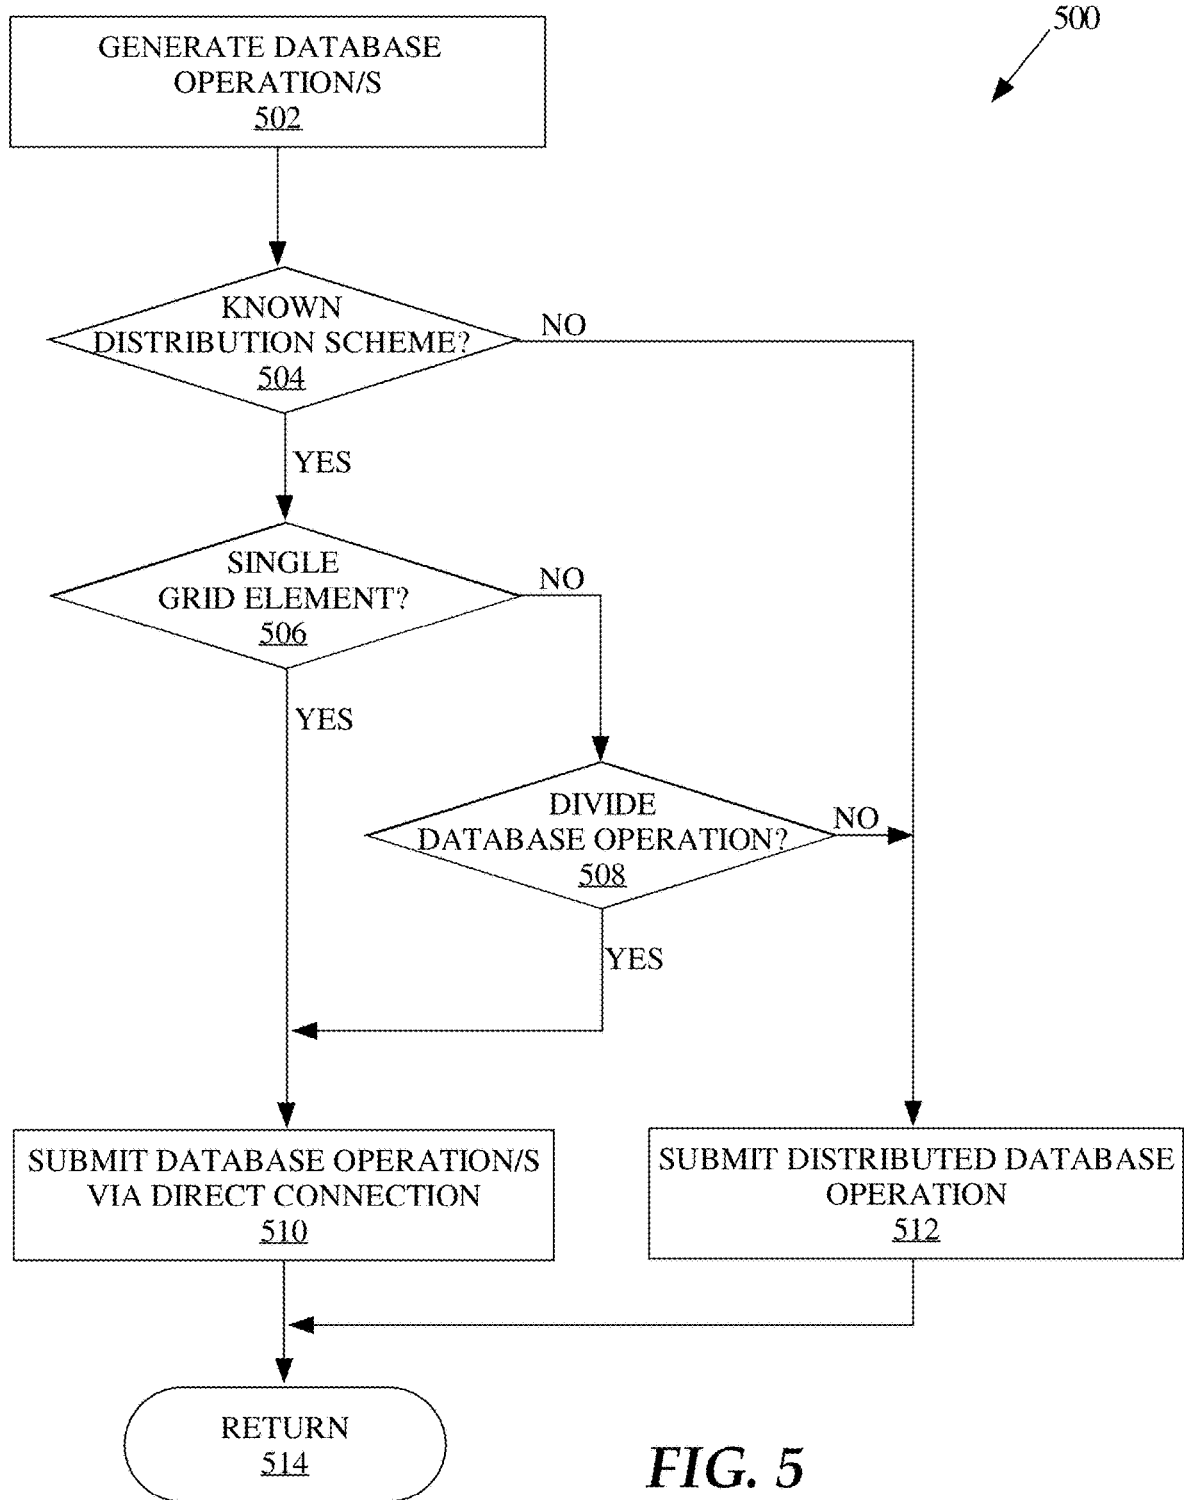 500
GENERATE DATABASE
OPERATION/S
502
KNOWN
DISTRIBUTION SCHEME?
504
NO
YES
SINGLE
GRID ELEMENT?
506
NO
YES
DIVIDE
DATABASE OPERATION?
508
NO
YES
SUBMIT DATABASE OPERATION/S
VIA DIRECT CONNECTION
510
SUBMIT DISTRIBUTED DATABASE
OPERATION
512
RETURN
514
FIG. 5